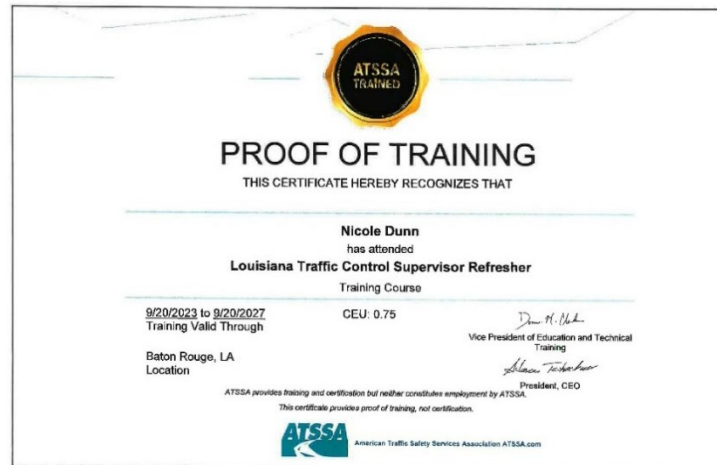 ATSSA
TRAINED
PROOF OF TRAINING
THIS CERTIFICATE HEREBY RECOGNIZES THAT
Nicole Dunn
has attended
Louisiana Traffic Control Supervisor Refresher
Training Course
9/20/2023 to 9/20/2027
Training Valid Through
CEU: 0.75
Vice President of Education and Technical
Training
Baton Rouge, LA
Location
President, CEO
ATSSA provides training and certification but neither constitutes employment by ATSSA.
This certificate provides proof of training, not certification.
ATSSA
American Traffic Safety Services Association ATSSA.com